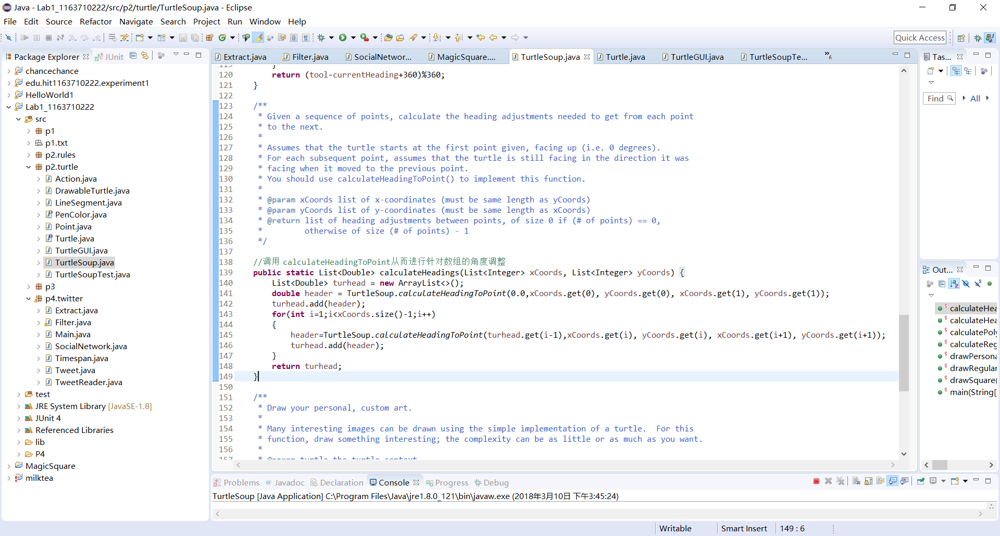 Java - Lab1_1163710222/src/p2/turtle/TurtleSoup.java - Eclipse
File Edit Source Refactor Navigate Search Project Run Window Help
Quick Access
Package Explorer JUnit
chancechance
edu.hit1163710222.experiment1
HelloWorld1
Lab1_1163710222
src
p1
p1.txt
p2.rules
p2.turtle
Action.java
DrawableTurtle.java
LineSegment.java
PenColor.java
Point.java
Turtle.java
TurtleGUI.java
TurtleSoup.java
TurtleSoupTest.java
p3
p4.twitter
Extract.java
Filter.java
Main.java
SocialNetwork.java
Timespan.java
Tweet.java
TweetReader.java
test
JRE System Library [JavaSE-1.8]
JUnit 4
Referenced Libraries
lib
P4
MagicSquare
milktea
Extract.java Filter.java SocialNetwor... MagicSquare.... TurtleSoup.java Turtle.java TurtleGUI.java TurtleSoupTe... »6
119 }
120 return (tool-currentHeading+360)%360;
121 }
122
123 /**
124 * Given a sequence of points, calculate the heading adjustments needed to get from each point
125 * to the next.
126 *
127 * Assumes that the turtle starts at the first point given, facing up (i.e. 0 degrees).
128 * For each subsequent point, assumes that the turtle is still facing in the direction it was
129 * facing when it moved to the previous point.
130 * You should use calculateHeadingToPoint() to implement this function.
131 *
132 * @param xCoords list of x-coordinates (must be same length as yCoords)
133 * @param yCoords list of y-coordinates (must be same length as xCoords)
134 * @return list of heading adjustments between points, of size 0 if (# of points) == 0,
135 * otherwise of size (# of points) - 1
136 */
137
138 //调用 calculateHeadingToPoint从而进行针对数组的角度调整
139 public static List<Double> calculateHeadings(List<Integer> xCoords, List<Integer> yCoords) {
140 List<Double> turhead = new ArrayList<>();
141 double header = TurtleSoup.calculateHeadingToPoint(0.0,xCoords.get(0), yCoords.get(0), xCoords.get(1), yCoords.get(1));
142 turhead.add(header);
143 for(int i=1;i<xCoords.size()-1;i++)
144 {
145 header=TurtleSoup.calculateHeadingToPoint(turhead.get(i-1),xCoords.get(i), yCoords.get(i), xCoords.get(i+1), yCoords.get(i+1));
146 turhead.add(header);
147 }
148 return turhead;
149 }
150
151 /**
152 * Draw your personal, custom art.
153 *
154 * Many interesting images can be drawn using the simple implementation of a turtle.  For this
155 * function, draw something interesting; the complexity can be as little or as much as you want.
156 *
157 * @param turtle the turtle context
Tas...
Find All
Out...
calculateHea
calculateHea
calculatePoly
calculateReg
drawPersona
drawRegular
drawSquare(
main(String[
Problems Javadoc Declaration Console Progress Debug
TurtleSoup [Java Application] C:\Program Files\Java\jre1.8.0_121\bin\javaw.exe (2018年3月10日 下午3:45:24)
Writable Smart Insert 149 : 6